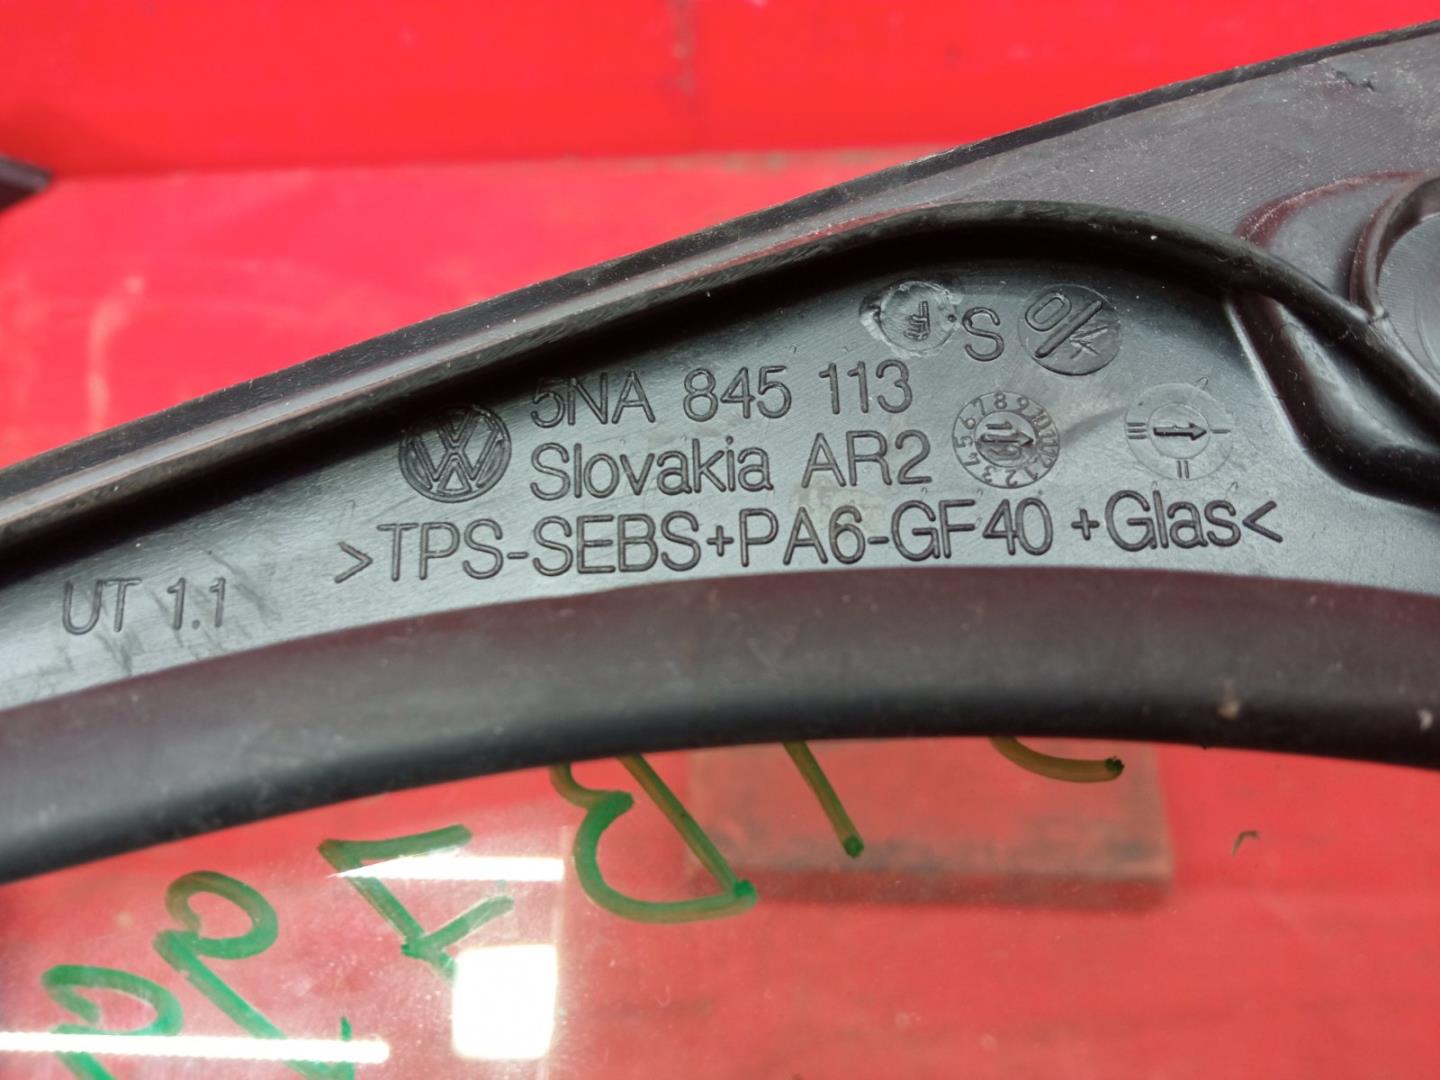 S
5NA 845 113
Slovakia AR2
>TPS-SEBS+PA6-GF40 +Glas<
UT 1.1